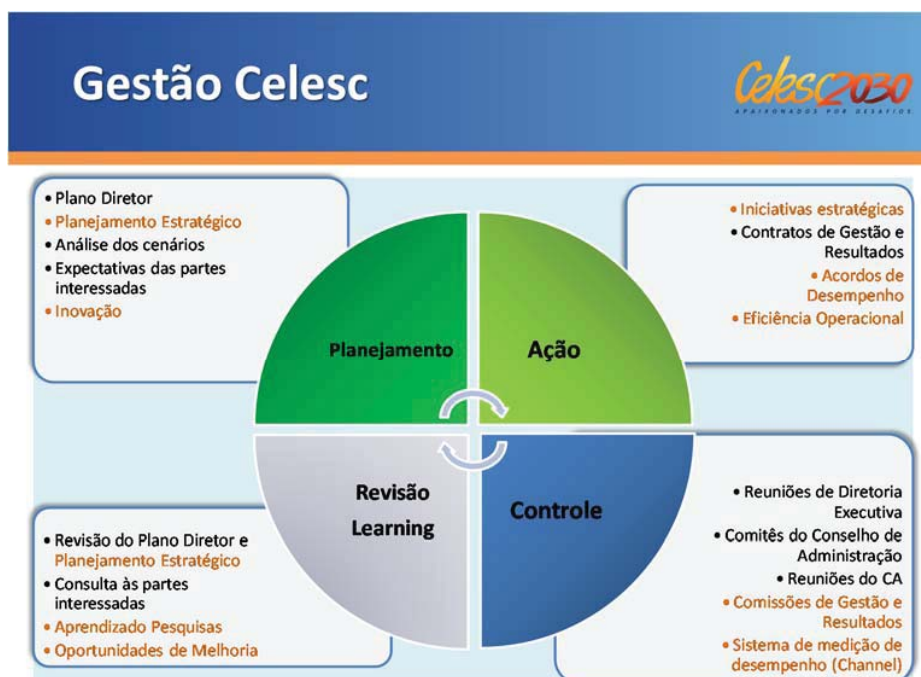 Gestão Celesc
Celesc2030
APAIXONADOS POR DESAFIOS
• Plano Diretor
• Planejamento Estratégico
• Análise dos cenários
• Expectativas das partes
interessadas
• Inovação
• Iniciativas estratégicas
• Contratos de Gestão e
Resultados
• Acordos de
Desempenho
• Eficiência Operacional
Planejamento
Ação
Revisão
Learning
Controle
• Revisão do Plano Diretor e
Planejamento Estratégico
• Consulta às partes
interessadas
• Aprendizado Pesquisas
• Oportunidades de Melhoria
• Reuniões de Diretoria
Executiva
• Comitês do Conselho de
Administração
• Reuniões do CA
• Comissões de Gestão e
Resultados
• Sistema de medição de
desempenho (Channel)